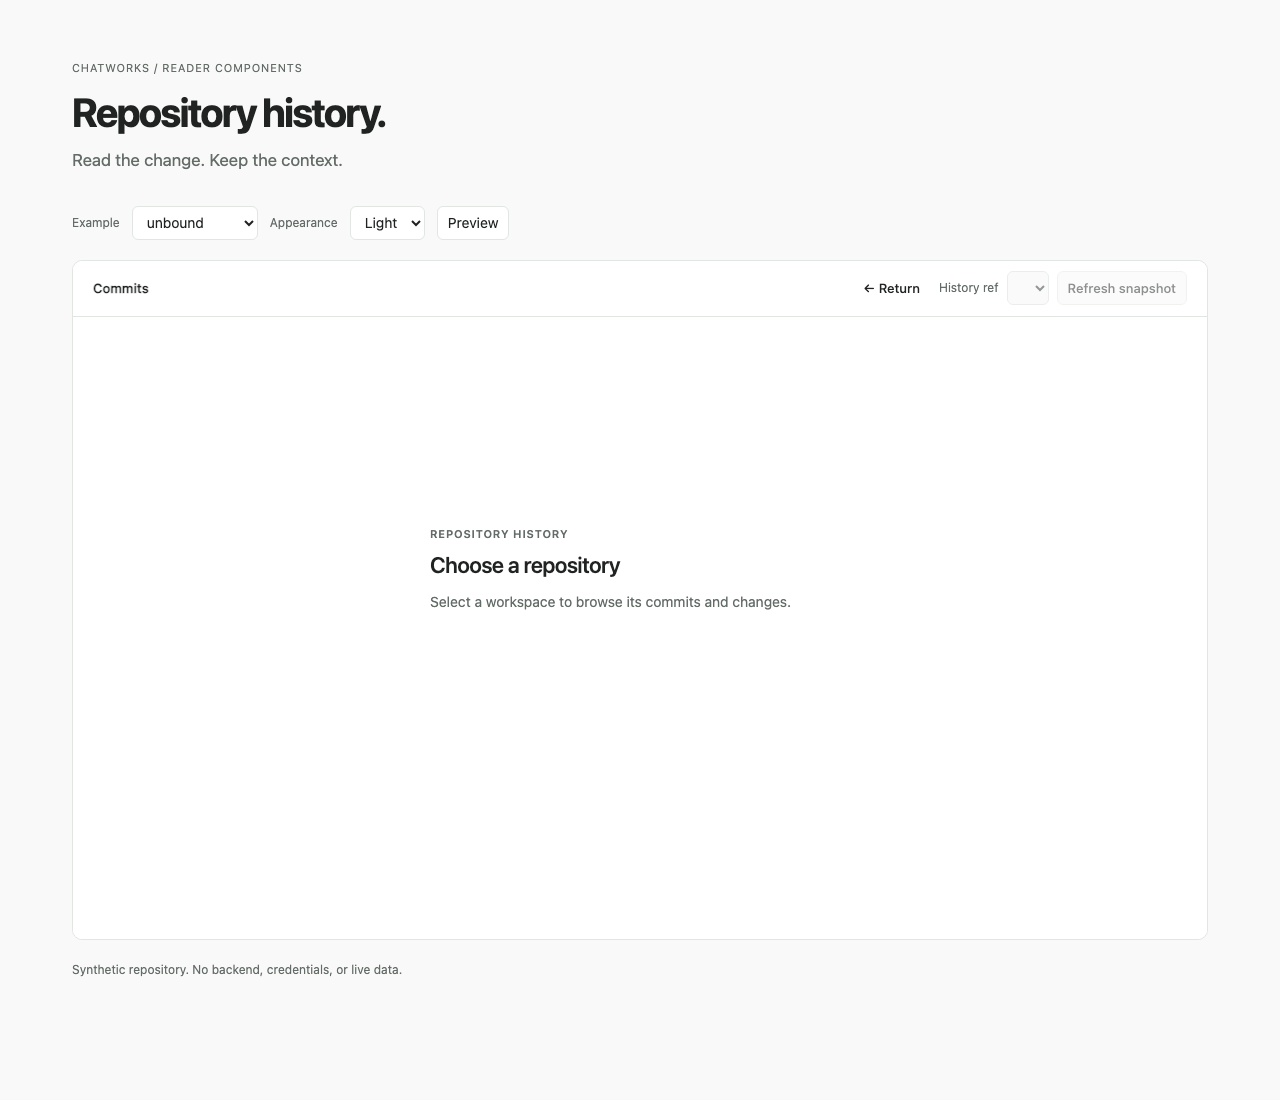 CHATWORKS / READER COMPONENTS
Repository history.
Read the change. Keep the context.
Example unbound Appearance Light Preview
Commits ← Return History ref Refresh snapshot
REPOSITORY HISTORY
Choose a repository
Select a workspace to browse its commits and changes.
Synthetic repository. No backend, credentials, or live data.